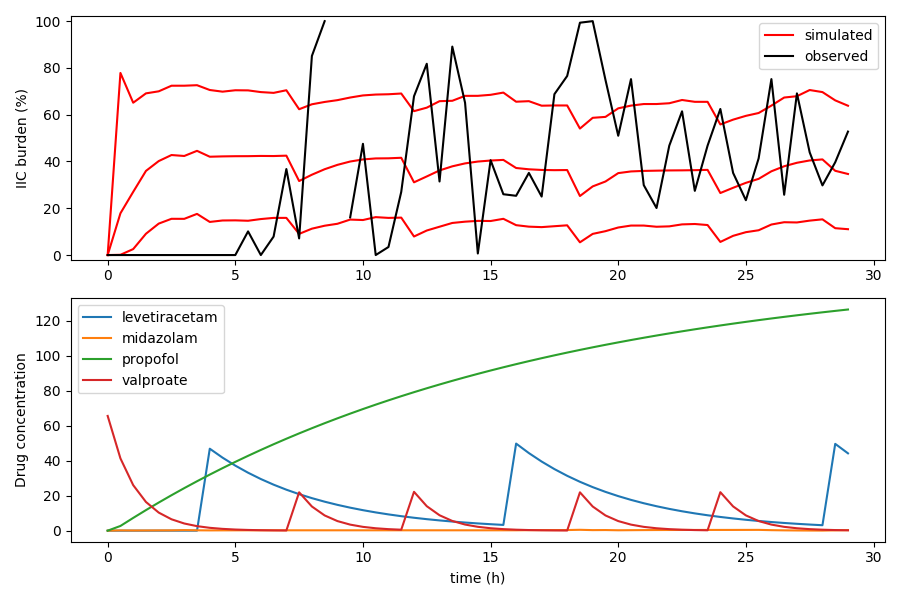 IIC burden (%)
100
80
60
40
20
0
simulated
observed
0 5 10 15 20 25 30
Drug concentration
120
100
80
60
40
20
0
levetiracetam
midazolam
propofol
valproate
0 5 10 15 20 25 30
time (h)